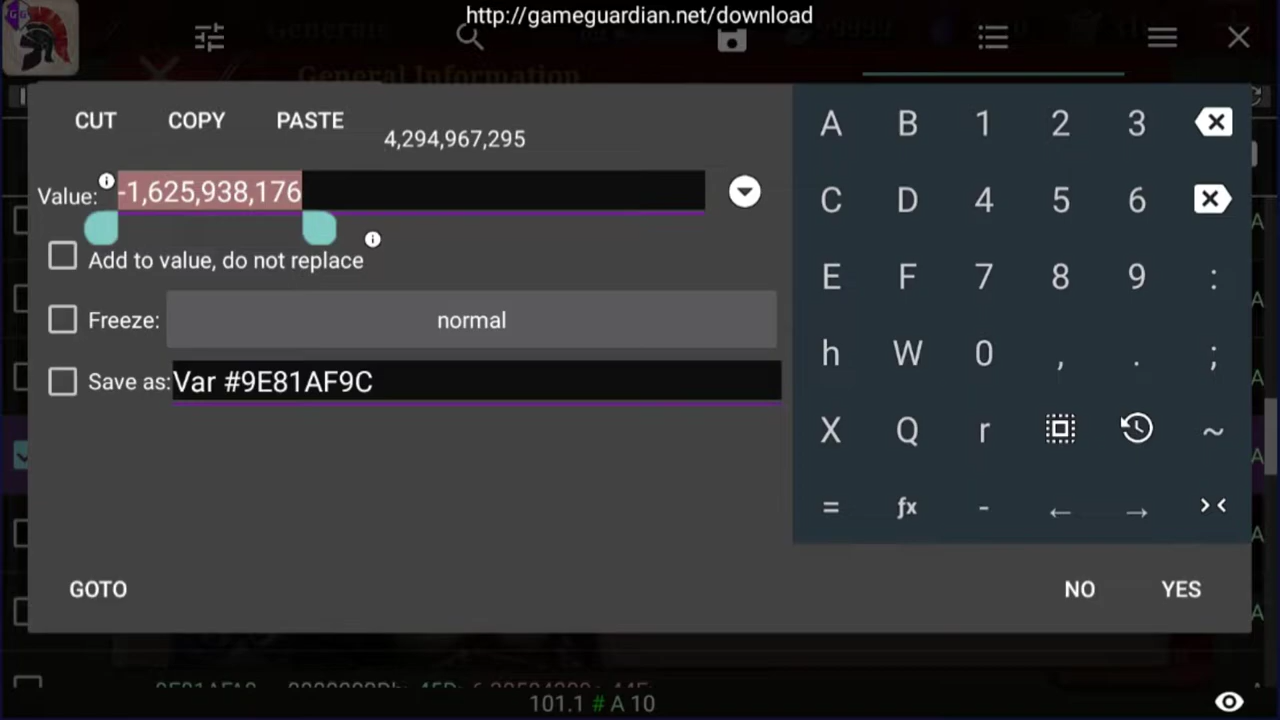 http://gameguardian.net/download
General Information
CUT COPY PASTE 4,294,967,295
Value: -1,625,938,176
Add to value, do not replace
Freeze: normal
Save as: Var #9E81AF9C
GOTO NO YES
A B 1 2 3
C D 4 5 6
E F 7 8 9 :
h W 0 , . ;
X Q r ~
= fx - ← → ><
101.1 # A 10